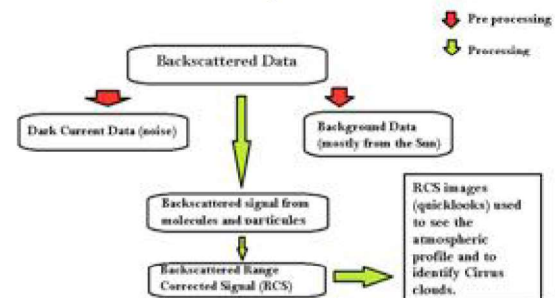 Pre processing
Processing
Backscattered Data
Dark Current Data (noise)
Background Data
(mostly from the Sun)
Backscattered signal from
molecules and particules
Backscattered Range
Corrected Signal (RCS)
RCS images
(quicklooks) used
to see the
atmospheric
profile and to
identify Cirrus
clouds.